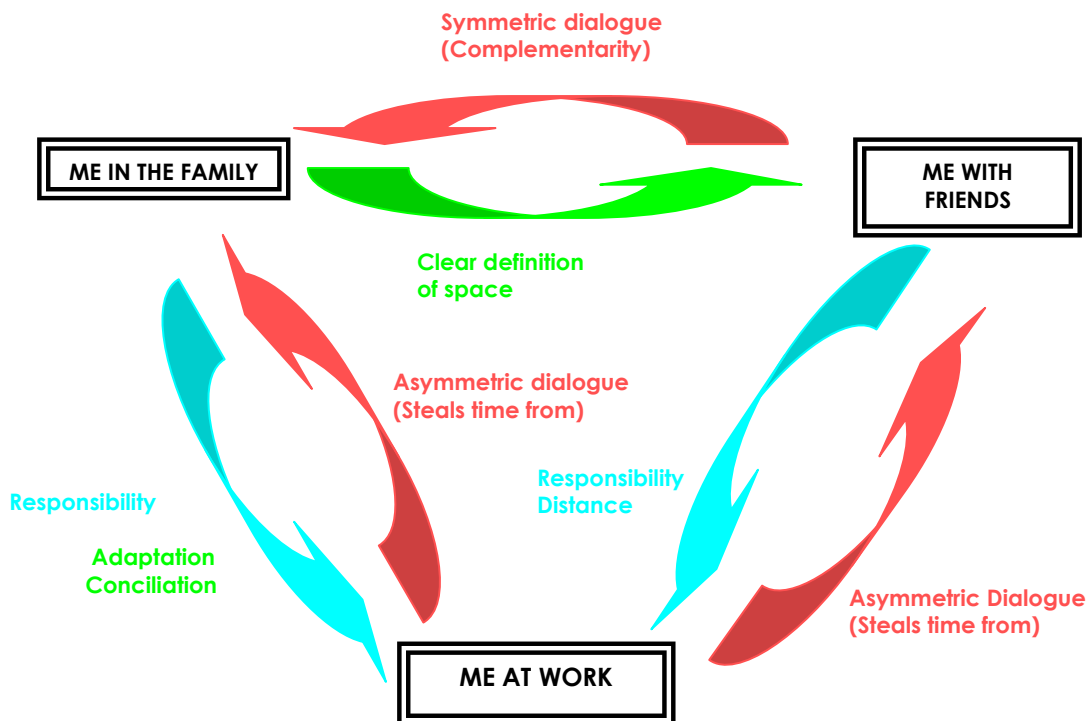 Symmetric dialogue
(Complementarity)
ME IN THE FAMILY
ME WITH
FRIENDS
Clear definition
of space
Asymmetric dialogue
(Steals time from)
Responsibility
Adaptation
Conciliation
Responsibility
Distance
Asymmetric Dialogue
(Steals time from)
ME AT WORK